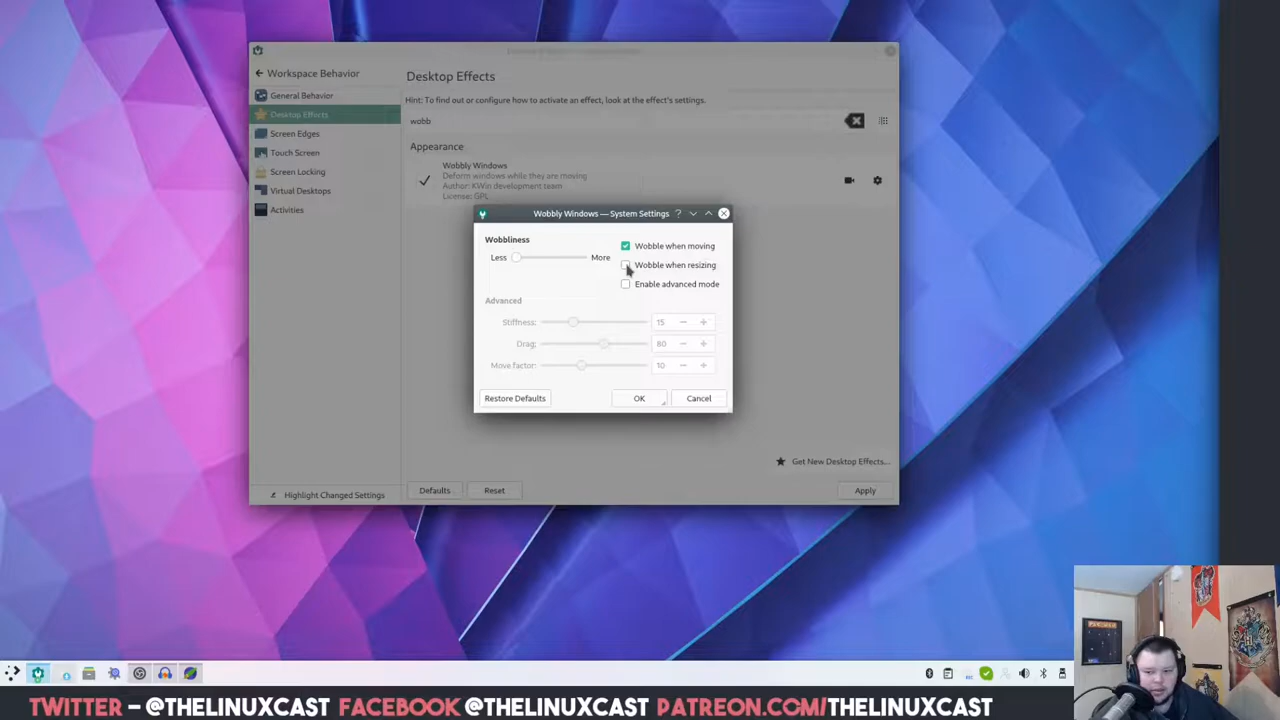 Workspace Behavior
General Behavior
Desktop Effects
Screen Edges
Touch Screen
Screen Locking
Virtual Desktops
Activities
Highlight Changed Settings
Desktop Effects
Hint: To find out or configure how to activate an effect, look at the effect's settings.
wobb
Appearance
Wobbly Windows
Deform windows while they are moving
Author: KWin development team
License: GPL
Wobbly Windows — System Settings
Wobbliness
Less More
Wobble when moving
Wobble when resizing
Enable advanced mode
Advanced
Stiffness: 15
Drag: 80
Move factor: 10
Restore Defaults OK Cancel
Get New Desktop Effects...
Defaults Reset Apply
TWITTER – @THELINUXCAST FACEBOOK @THELINUXCAST PATREON.COM/THELINUXCAST